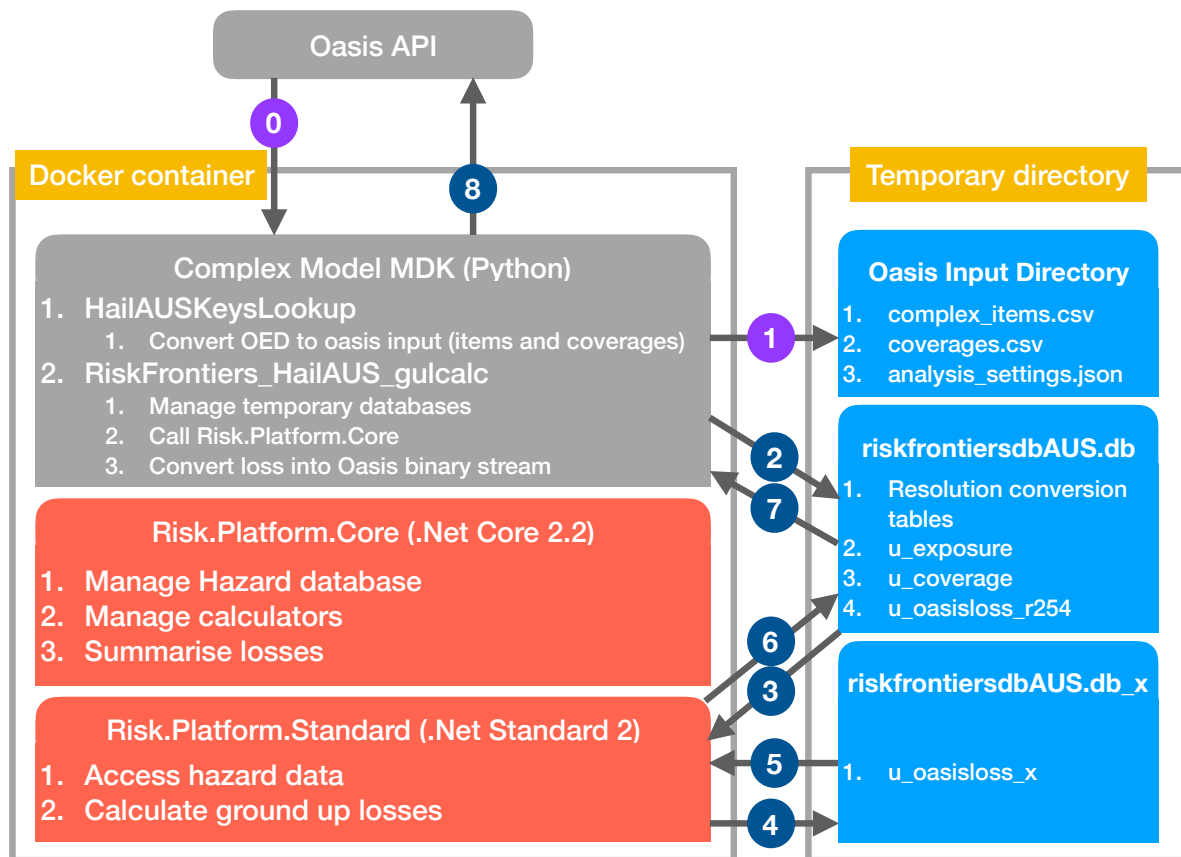 Oasis API
0
8
Docker container
Complex Model MDK (Python)
1. HailAUSKeysLookup
1. Convert OED to oasis input (items and coverages)
2. RiskFrontiers_HailAUS_gulcalc
1. Manage temporary databases
2. Call Risk.Platform.Core
3. Convert loss into Oasis binary stream
Risk.Platform.Core (.Net Core 2.2)
1. Manage Hazard database
2. Manage calculators
3. Summarise losses
Risk.Platform.Standard (.Net Standard 2)
1. Access hazard data
2. Calculate ground up losses
1
2
7
6
3
5
4
Temporary directory
Oasis Input Directory
1. complex_items.csv
2. coverages.csv
3. analysis_settings.json
riskfrontiersdbAUS.db
1. Resolution conversion
tables
2. u_exposure
3. u_coverage
4. u_oasisloss_r254
riskfrontiersdbAUS.db_x
1. u_oasisloss_x